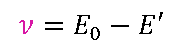 ν = E₀ − E′